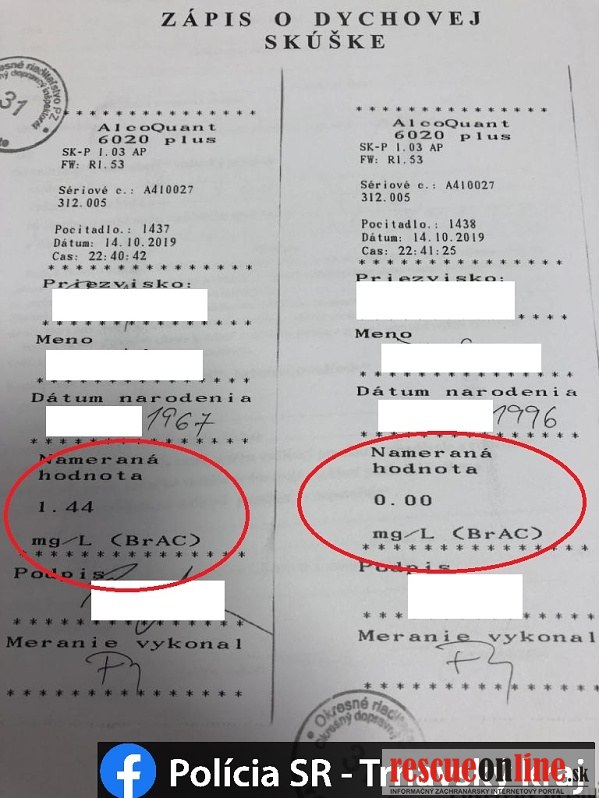 ZÁPIS O DYCHOVEJ
SKÚŠKE
31
* * * * * * * * * * * * * * *
AlcoQuant
6020 plus
SK-P 1.03 AP
FW: R1.53
Sériové c.: A410027
312.005
Pocitadlo.: 1437
Dátum: 14.10.2019
Cas: 22:40:42
* * * * * * * * * * * * * * *
Priezvisko:
* * * * * * * * * * * * * * *
Meno
* * * * * * * * * * * * * * *
Dátum narodenia
1967
* * * * * * * * * * * * * * *
Nameraná
hodnota
1.44
mg/L (BrAC)
* * * * * * * * * * * * * * *
Podpis
Meranie vykonal
* * * * * * * * * * * * * * *
* * * * * * * * * * * * * * *
AlcoQuant
6020 plus
SK-P 1.03 AP
FW: R1.53
Sériové c.: A410027
312.005
Pocitadlo.: 1438
Dátum: 14.10.2019
Cas: 22:41:25
* * * * * * * * * * * * * * *
Priezvisko:
* * * *
Meno
* * * * * * * * * * * * * * *
Dátum narodenia
1996
* * * * * * * * * * * * * * *
Nameraná
hodnota
0.00
mg/L (BrAC)
* * * * * * * * * * * * * * *
Podpis
* * * * * * * * * * * * * * *
Meranie vykonal
* * * * * * * * * * * * * * *
Okresné
Okresný dopravný
Polícia SR -
rescueonline.sk
INFORMAČNÝ ZÁCHRANÁRSKY INTERNETOVÝ PORTÁL